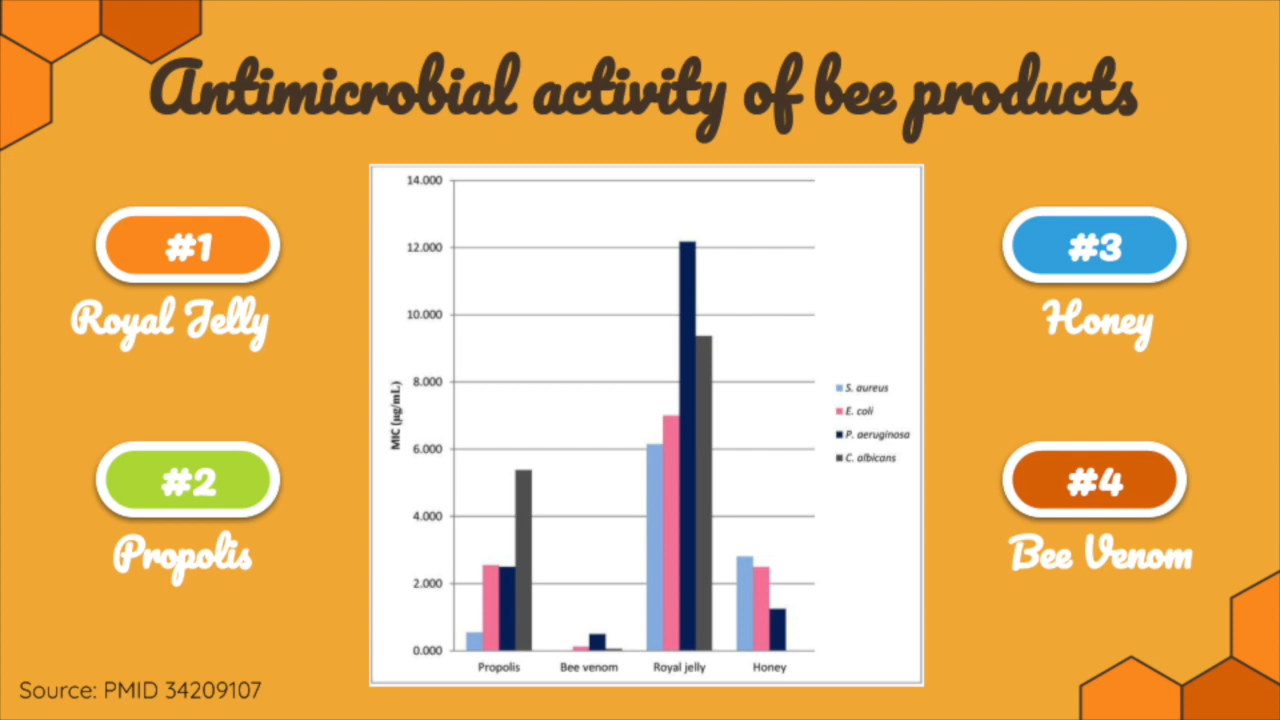 Antimicrobial activity of bee products
#1
Royal Jelly
#2
Propolis
14.000
12.000
10.000
8.000
6.000
4.000
2.000
0.000
MIC (µg/mL)
Propolis
Bee venom
Royal jelly
Honey
S. aureus
E. coli
P. aeruginosa
C. albicans
#3
Honey
#4
Bee Venom
Source: PMID 34209107